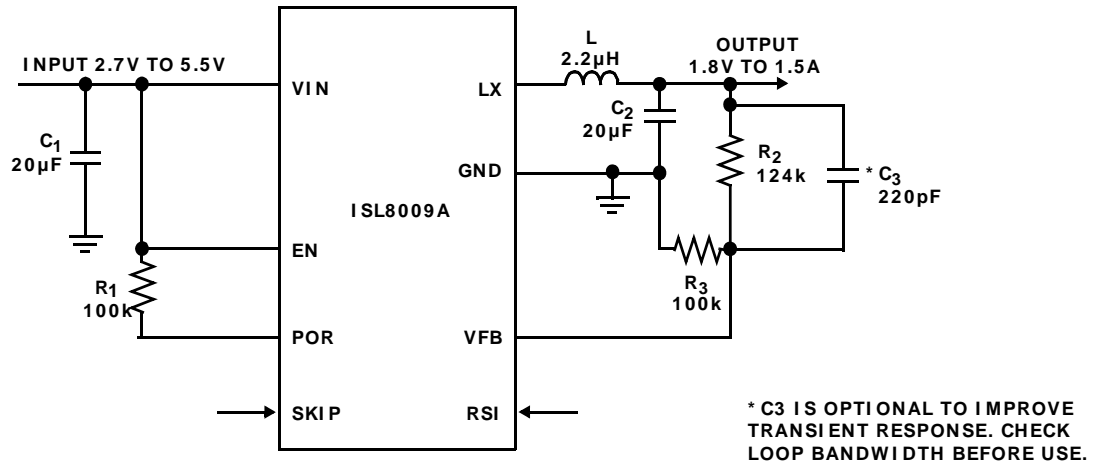 INPUT 2.7V TO 5.5V
C1
20µF
R1
100k
VIN
EN
POR
SKIP
ISL8009A
LX
GND
VFB
RSI
L
2.2µH
OUTPUT
1.8V TO 1.5A
C2
20µF
R2
124k
* C3
220pF
R3
100k
* C3 IS OPTIONAL TO IMPROVE
TRANSIENT RESPONSE. CHECK
LOOP BANDWIDTH BEFORE USE.